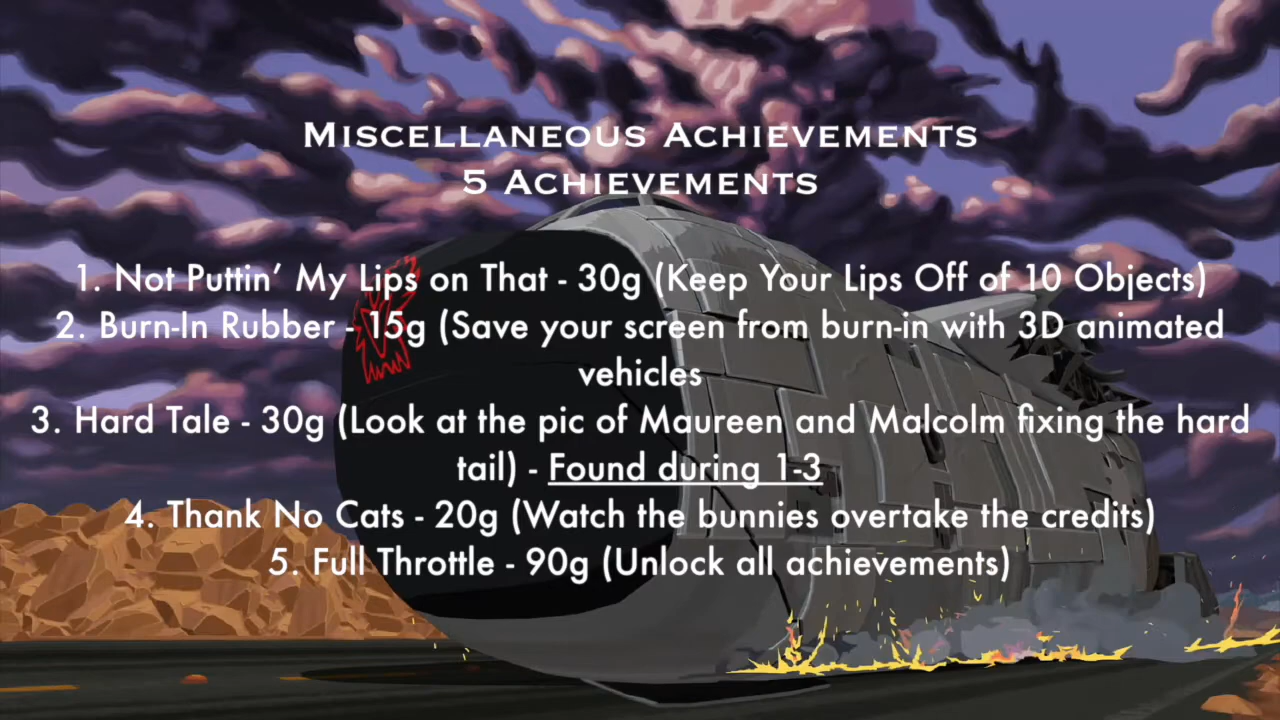 Miscellaneous Achievements
5 Achievements
1. Not Puttin’ My Lips on That - 30g (Keep Your Lips Off of 10 Objects)
2. Burn-In Rubber - 15g (Save your screen from burn-in with 3D animated
vehicles
3. Hard Tale - 30g (Look at the pic of Maureen and Malcolm fixing the hard
tail) - Found during 1-3
4. Thank No Cats - 20g (Watch the bunnies overtake the credits)
5. Full Throttle - 90g (Unlock all achievements)